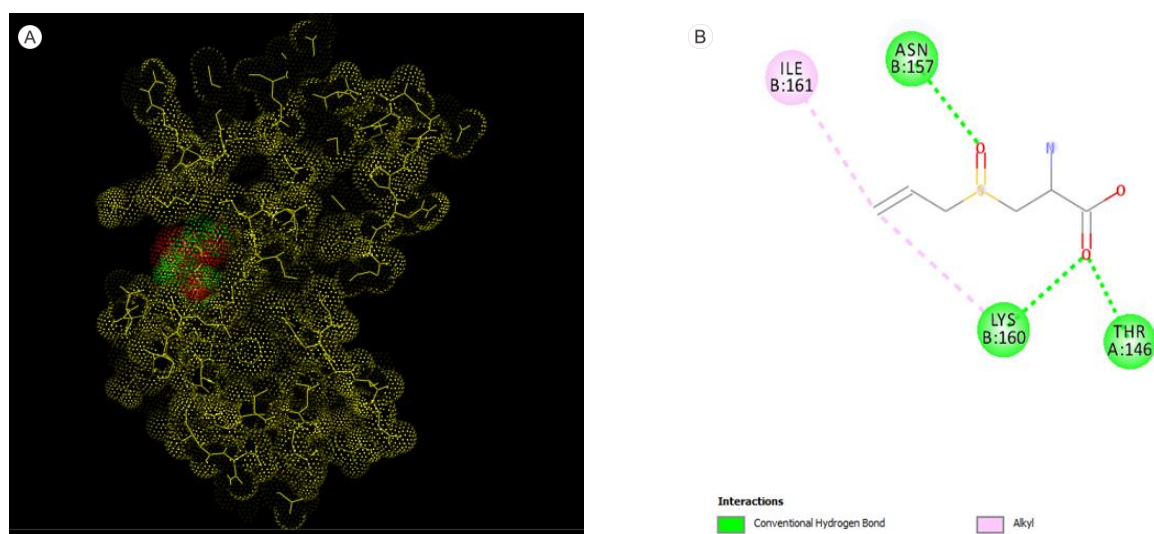 A
B
ASN
B:157
ILE
B:161
O
N
S
O
O
LYS
B:160
THR
A:146
Interactions
Conventional Hydrogen Bond
Alkyl